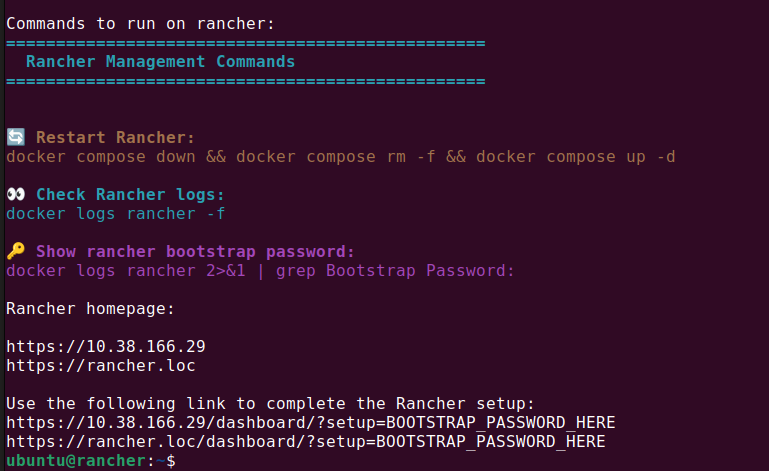 Commands to run on rancher:
================================================
Rancher Management Commands
================================================
🔄 Restart Rancher:
docker compose down && docker compose rm -f && docker compose up -d
👀 Check Rancher logs:
docker logs rancher -f
🔑 Show rancher bootstrap password:
docker logs rancher 2>&1 | grep Bootstrap Password:
Rancher homepage:
https://10.38.166.29
https://rancher.loc
Use the following link to complete the Rancher setup:
https://10.38.166.29/dashboard/?setup=BOOTSTRAP_PASSWORD_HERE
https://rancher.loc/dashboard/?setup=BOOTSTRAP_PASSWORD_HERE
ubuntu@rancher:~$